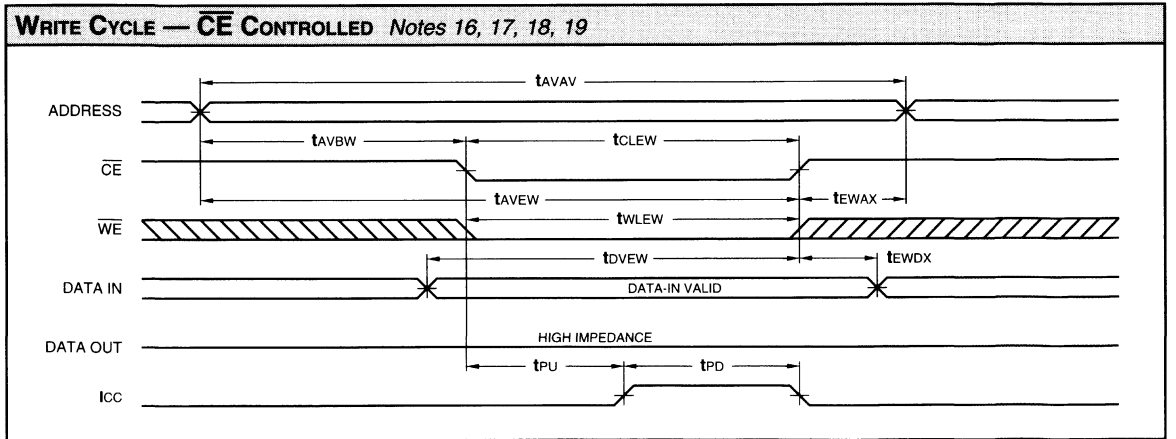 WRITE CYCLE — CE CONTROLLED Notes 16, 17, 18, 19
tAVAV
ADDRESS
tAVBW tCLEW
CE
tAVEW tEWAX
tWLEW
WE
tDVEW tEWDX
DATA IN DATA-IN VALID
HIGH IMPEDANCE
DATA OUT
tPU tPD
ICC